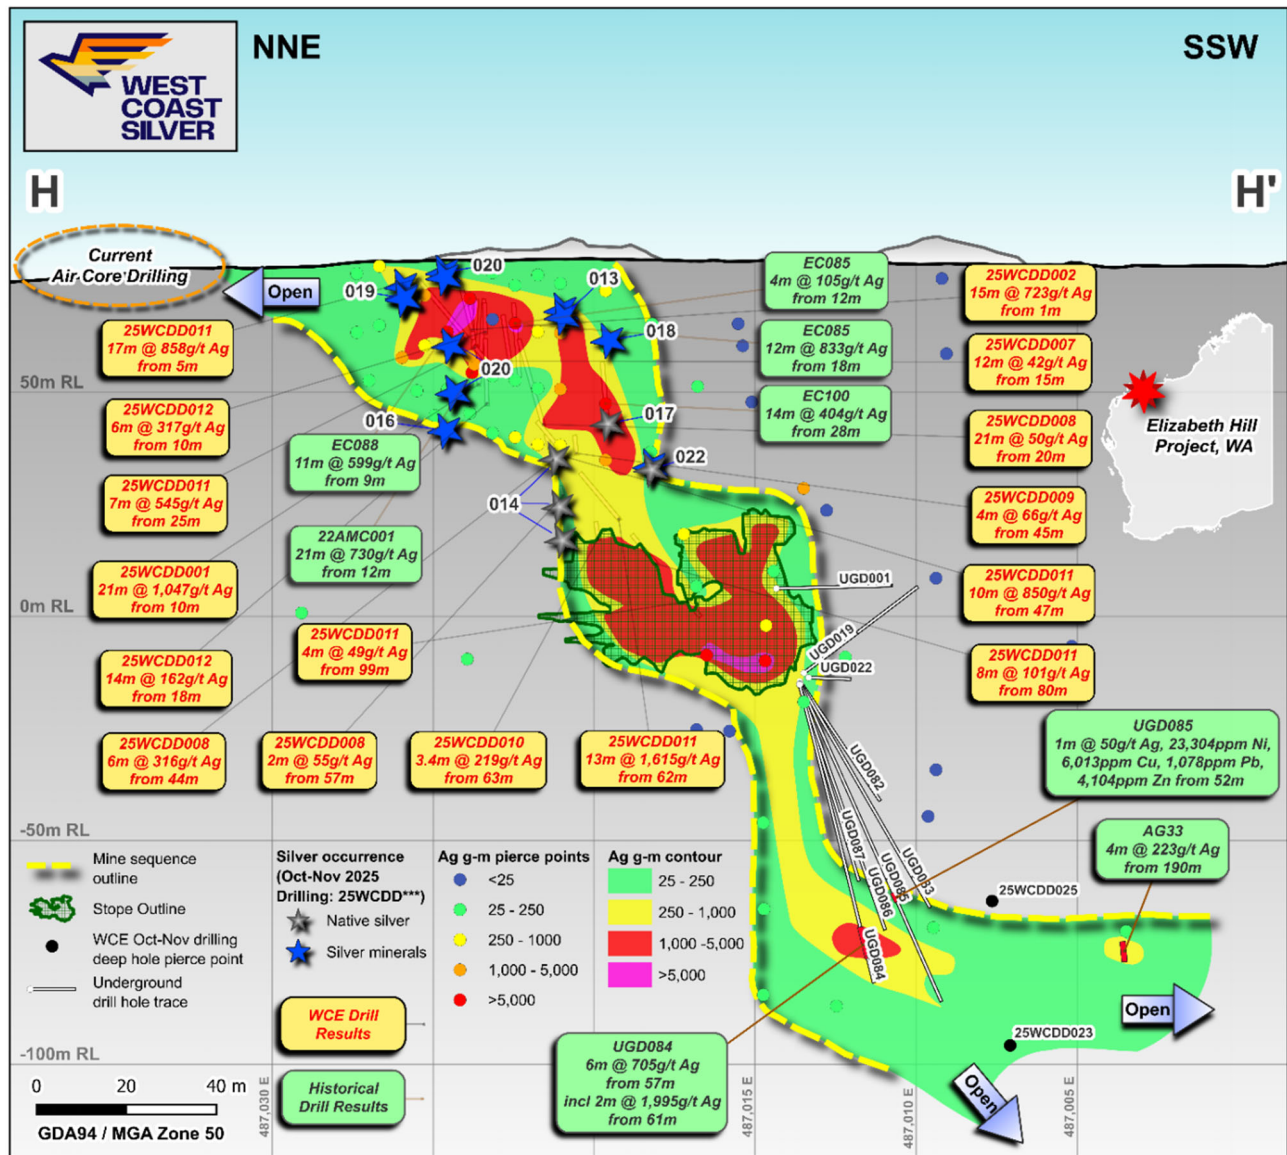 WEST
COAST
SILVER
NNE
SSW
H
H'
Current
Air Core Drilling
Open
019
020
013
018
020
016
017
022
014
EC085
4m @ 105g/t Ag
from 12m
EC085
12m @ 833g/t Ag
from 18m
EC100
14m @ 404g/t Ag
from 28m
25WCDD002
15m @ 723g/t Ag
from 1m
25WCDD007
12m @ 42g/t Ag
from 15m
25WCDD008
21m @ 50g/t Ag
from 20m
25WCDD009
4m @ 66g/t Ag
from 45m
25WCDD011
10m @ 850g/t Ag
from 47m
25WCDD011
8m @ 101g/t Ag
from 80m
Elizabeth Hill
Project, WA
25WCDD011
17m @ 858g/t Ag
from 5m
50m RL
25WCDD012
6m @ 317g/t Ag
from 10m
EC088
11m @ 599g/t Ag
from 9m
25WCDD011
7m @ 545g/t Ag
from 25m
22AMC001
21m @ 730g/t Ag
from 12m
25WCDD001
21m @ 1,047g/t Ag
from 10m
0m RL
25WCDD011
4m @ 49g/t Ag
from 99m
25WCDD012
14m @ 162g/t Ag
from 18m
25WCDD008
6m @ 316g/t Ag
from 44m
25WCDD008
2m @ 55g/t Ag
from 57m
25WCDD010
3.4m @ 219g/t Ag
from 63m
25WCDD011
13m @ 1,615g/t Ag
from 62m
UGD001
UGD019
UGD022
UGD082
UGD087
UGD086
UGD085
UGD083
UGD084
UGD085
1m @ 50g/t Ag, 23,304ppm Ni,
6,013ppm Cu, 1,078ppm Pb,
4,104ppm Zn from 52m
AG33
4m @ 223g/t Ag
from 190m
25WCDD025
25WCDD023
Open
Open
UGD084
6m @ 705g/t Ag
from 57m
incl 2m @ 1,995g/t Ag
from 61m
-50m RL
-100m RL
Mine sequence
outline
Stope Outline
WCE Oct-Nov drilling
deep hole pierce point
Underground
drill hole trace
Silver occurrence
(Oct-Nov 2025
Drilling: 25WCDD***)
Native silver
Silver minerals
WCE Drill
Results
Historical
Drill Results
Ag g-m pierce points
<25
25 - 250
250 - 1000
1,000 - 5,000
>5,000
Ag g-m contour
25 - 250
250 - 1,000
1,000 -5,000
>5,000
0 20 40 m
GDA94 / MGA Zone 50
487,030 E
487,015 E
487,010 E
487,005 E